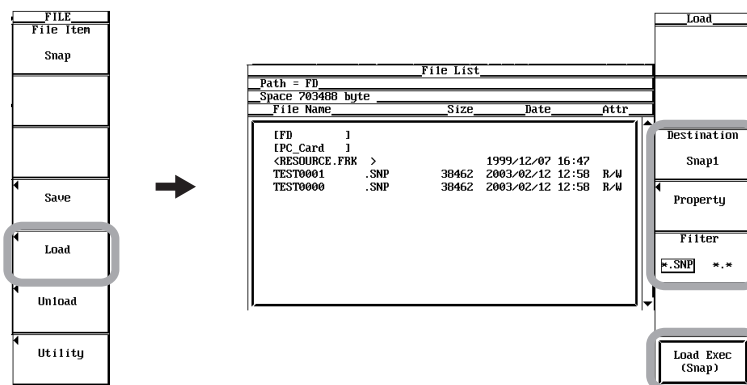 FILE
File Item
Snap
Save
Load
Unload
Utility
File List
Path = FD
Space 703488 byte
File Name Size Date Attr
[FD ]
[PC_Card ]
<RESOURCE.FRK > 1999/12/07 16:47
TEST0001 .SNP 38462 2003/02/12 12:58 R/W
TEST0000 .SNP 38462 2003/02/12 12:58 R/W
Load
Destination
Snap1
Property
Filter
*.SNP *.*
Load Exec
(Snap)